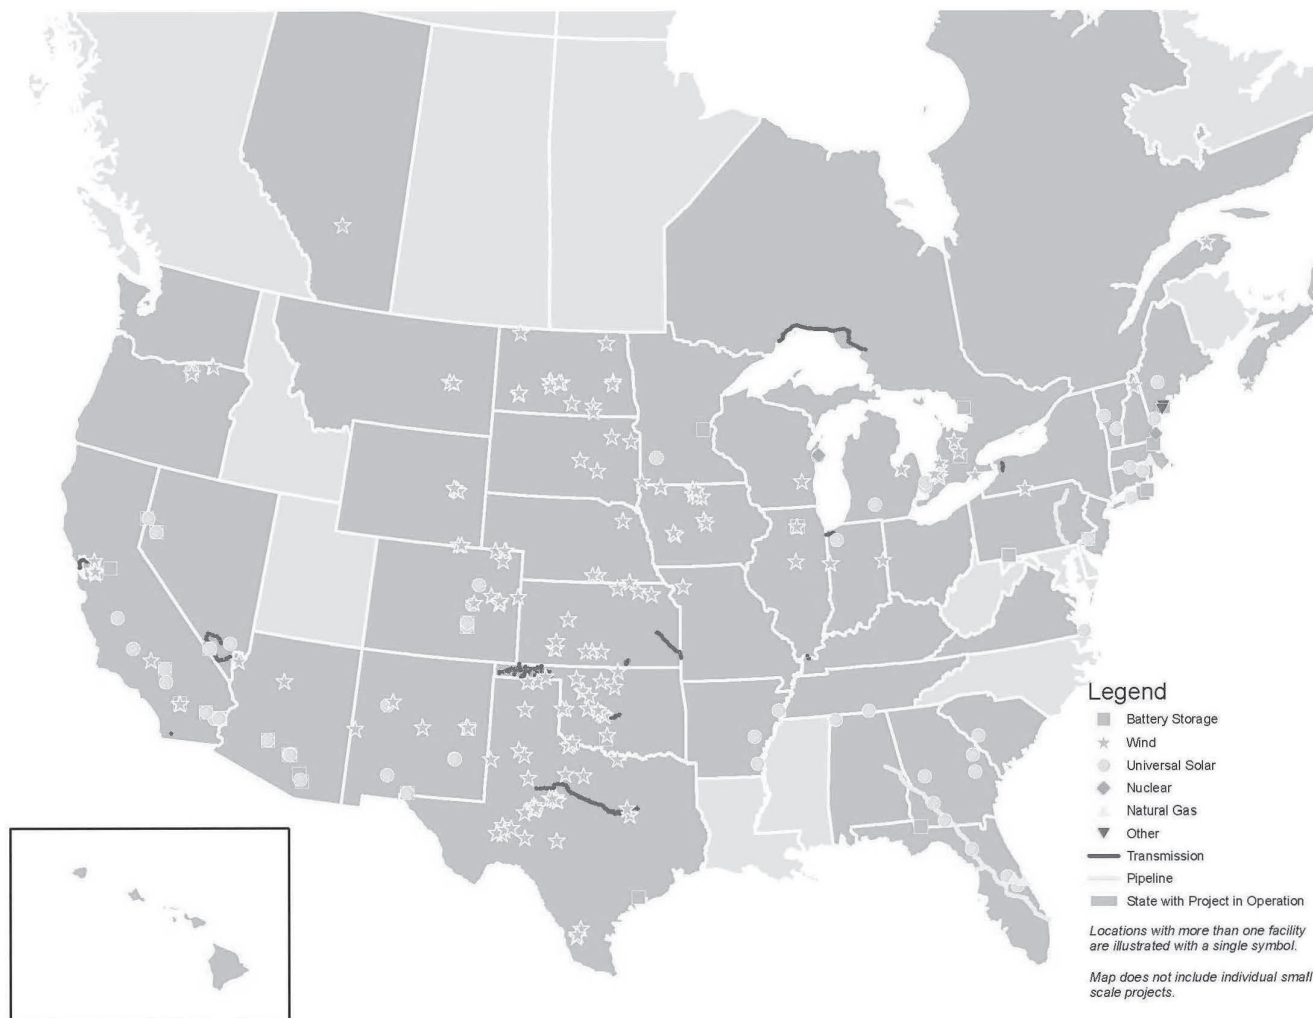 Legend
Battery Storage
Wind
Universal Solar
Nuclear
Natural Gas
Other
Transmission
Pipeline
State with Project in Operation
Locations with more than one facility
are illustrated with a single symbol.
Map does not include individual small
scale projects.